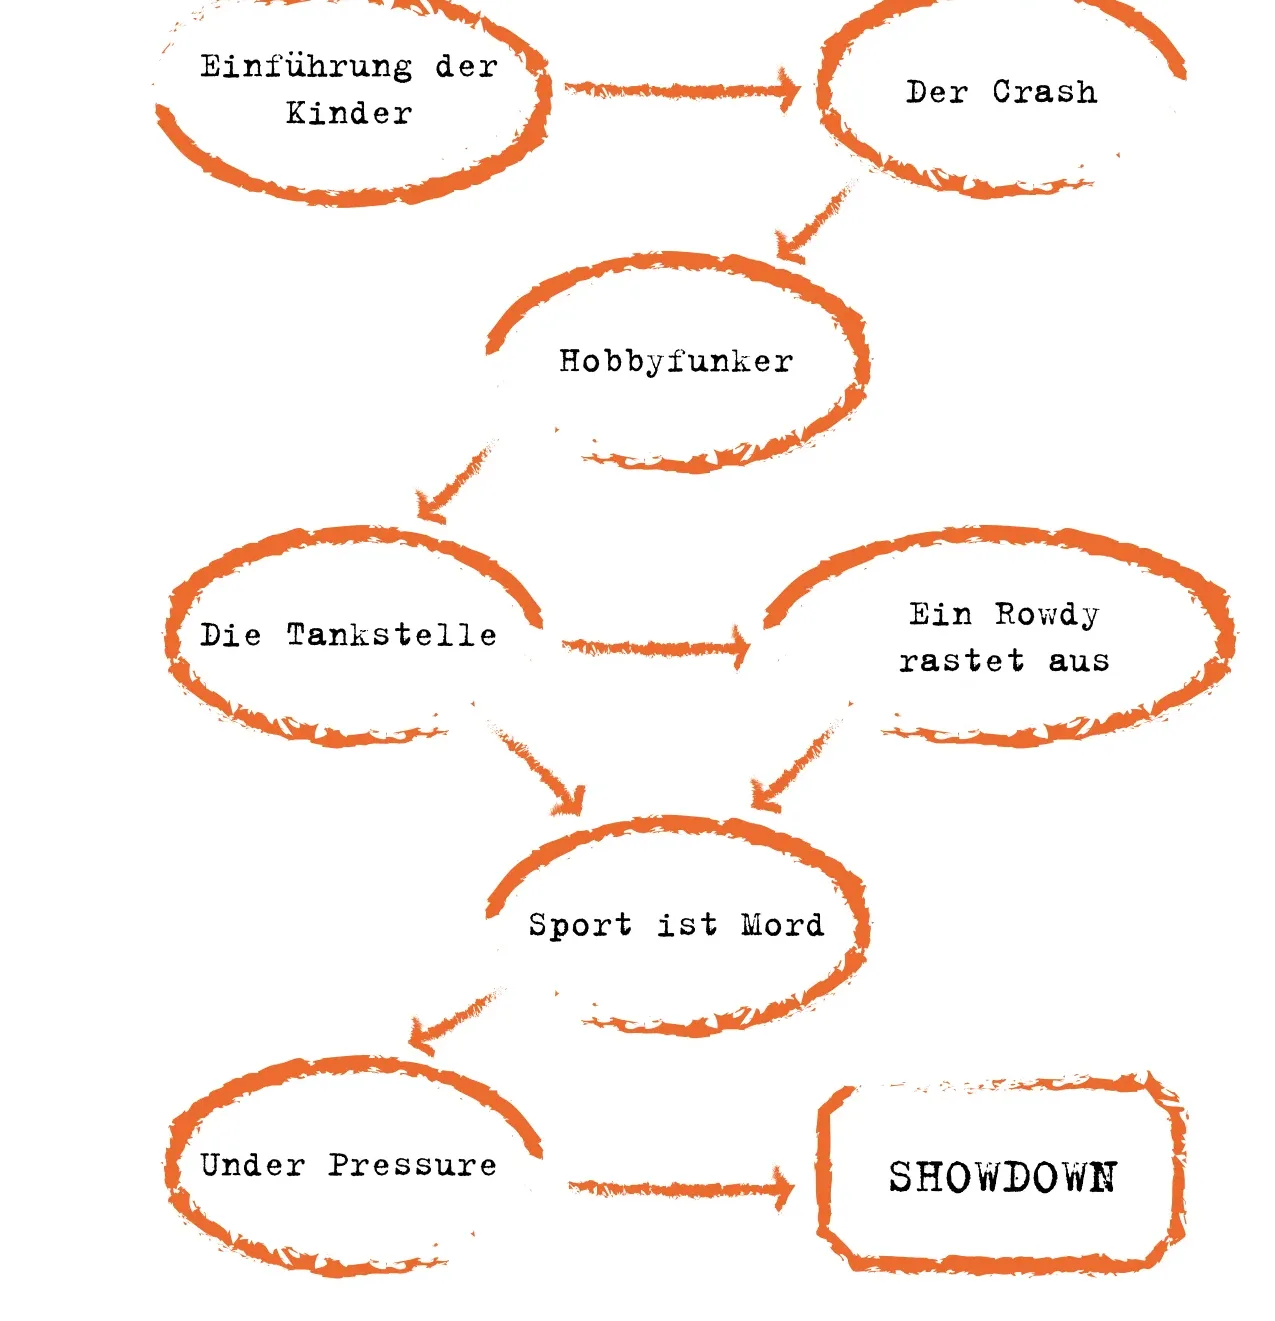 Einführung der
Kinder
Der Crash
Hobbyfunker
Die Tankstelle
Ein Rowdy
rastet aus
Sport ist Mord
Under Pressure
SHOWDOWN